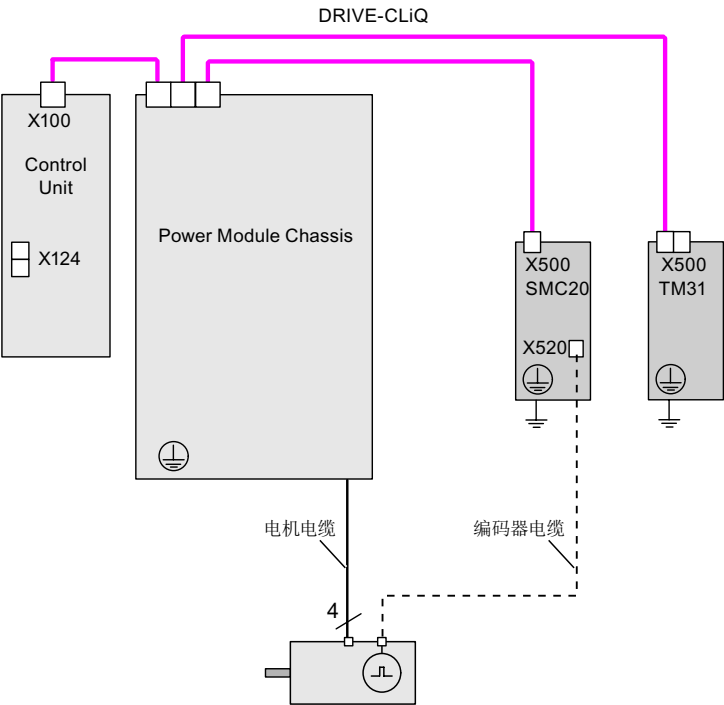 DRIVE-CLiQ
X100
Control
Unit
X124
Power Module Chassis
X500
SMC20
X520
X500
TM31
电机电缆
编码器电缆
4